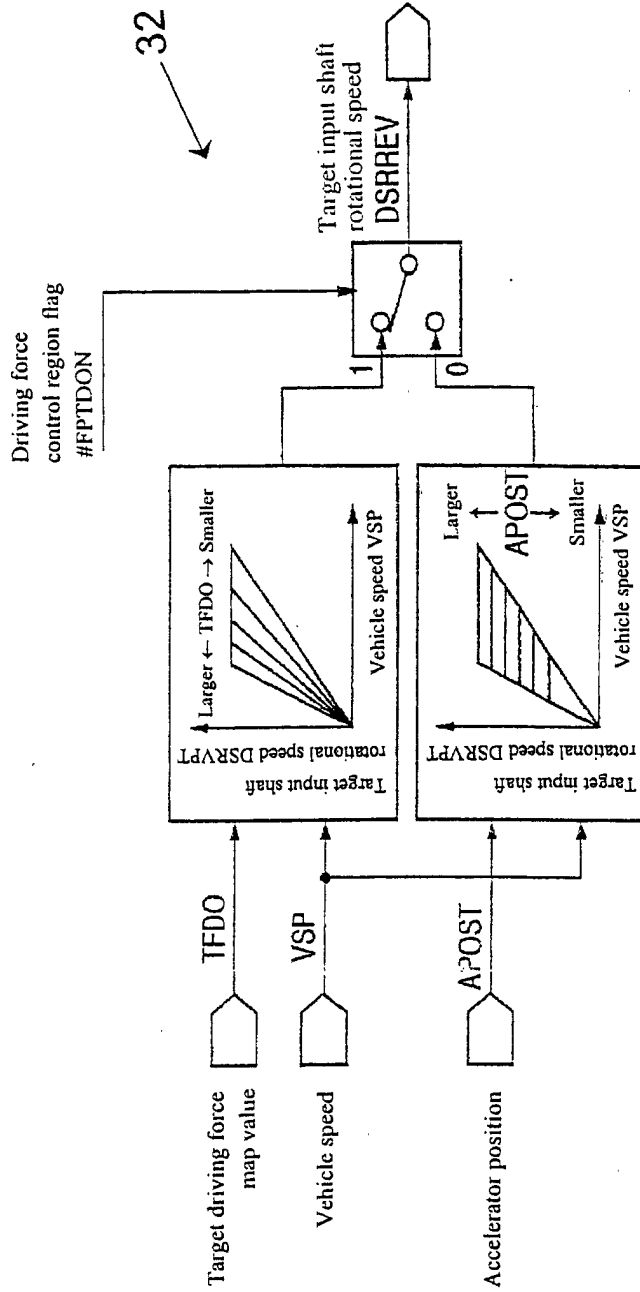 32
Driving force
control region flag
#FPTDON
Target input shaft
rotational speed
DSRREV
1
0
Target driving force
map value
TFDO
Vehicle speed
VSP
Accelerator position
APOST
Target input shaft
rotational speed DSRVPT
Larger ← TFDO → Smaller
Vehicle speed VSP
Target input shaft
rotational speed DSRVPT
Larger
APOST
Smaller
Vehicle speed VSP